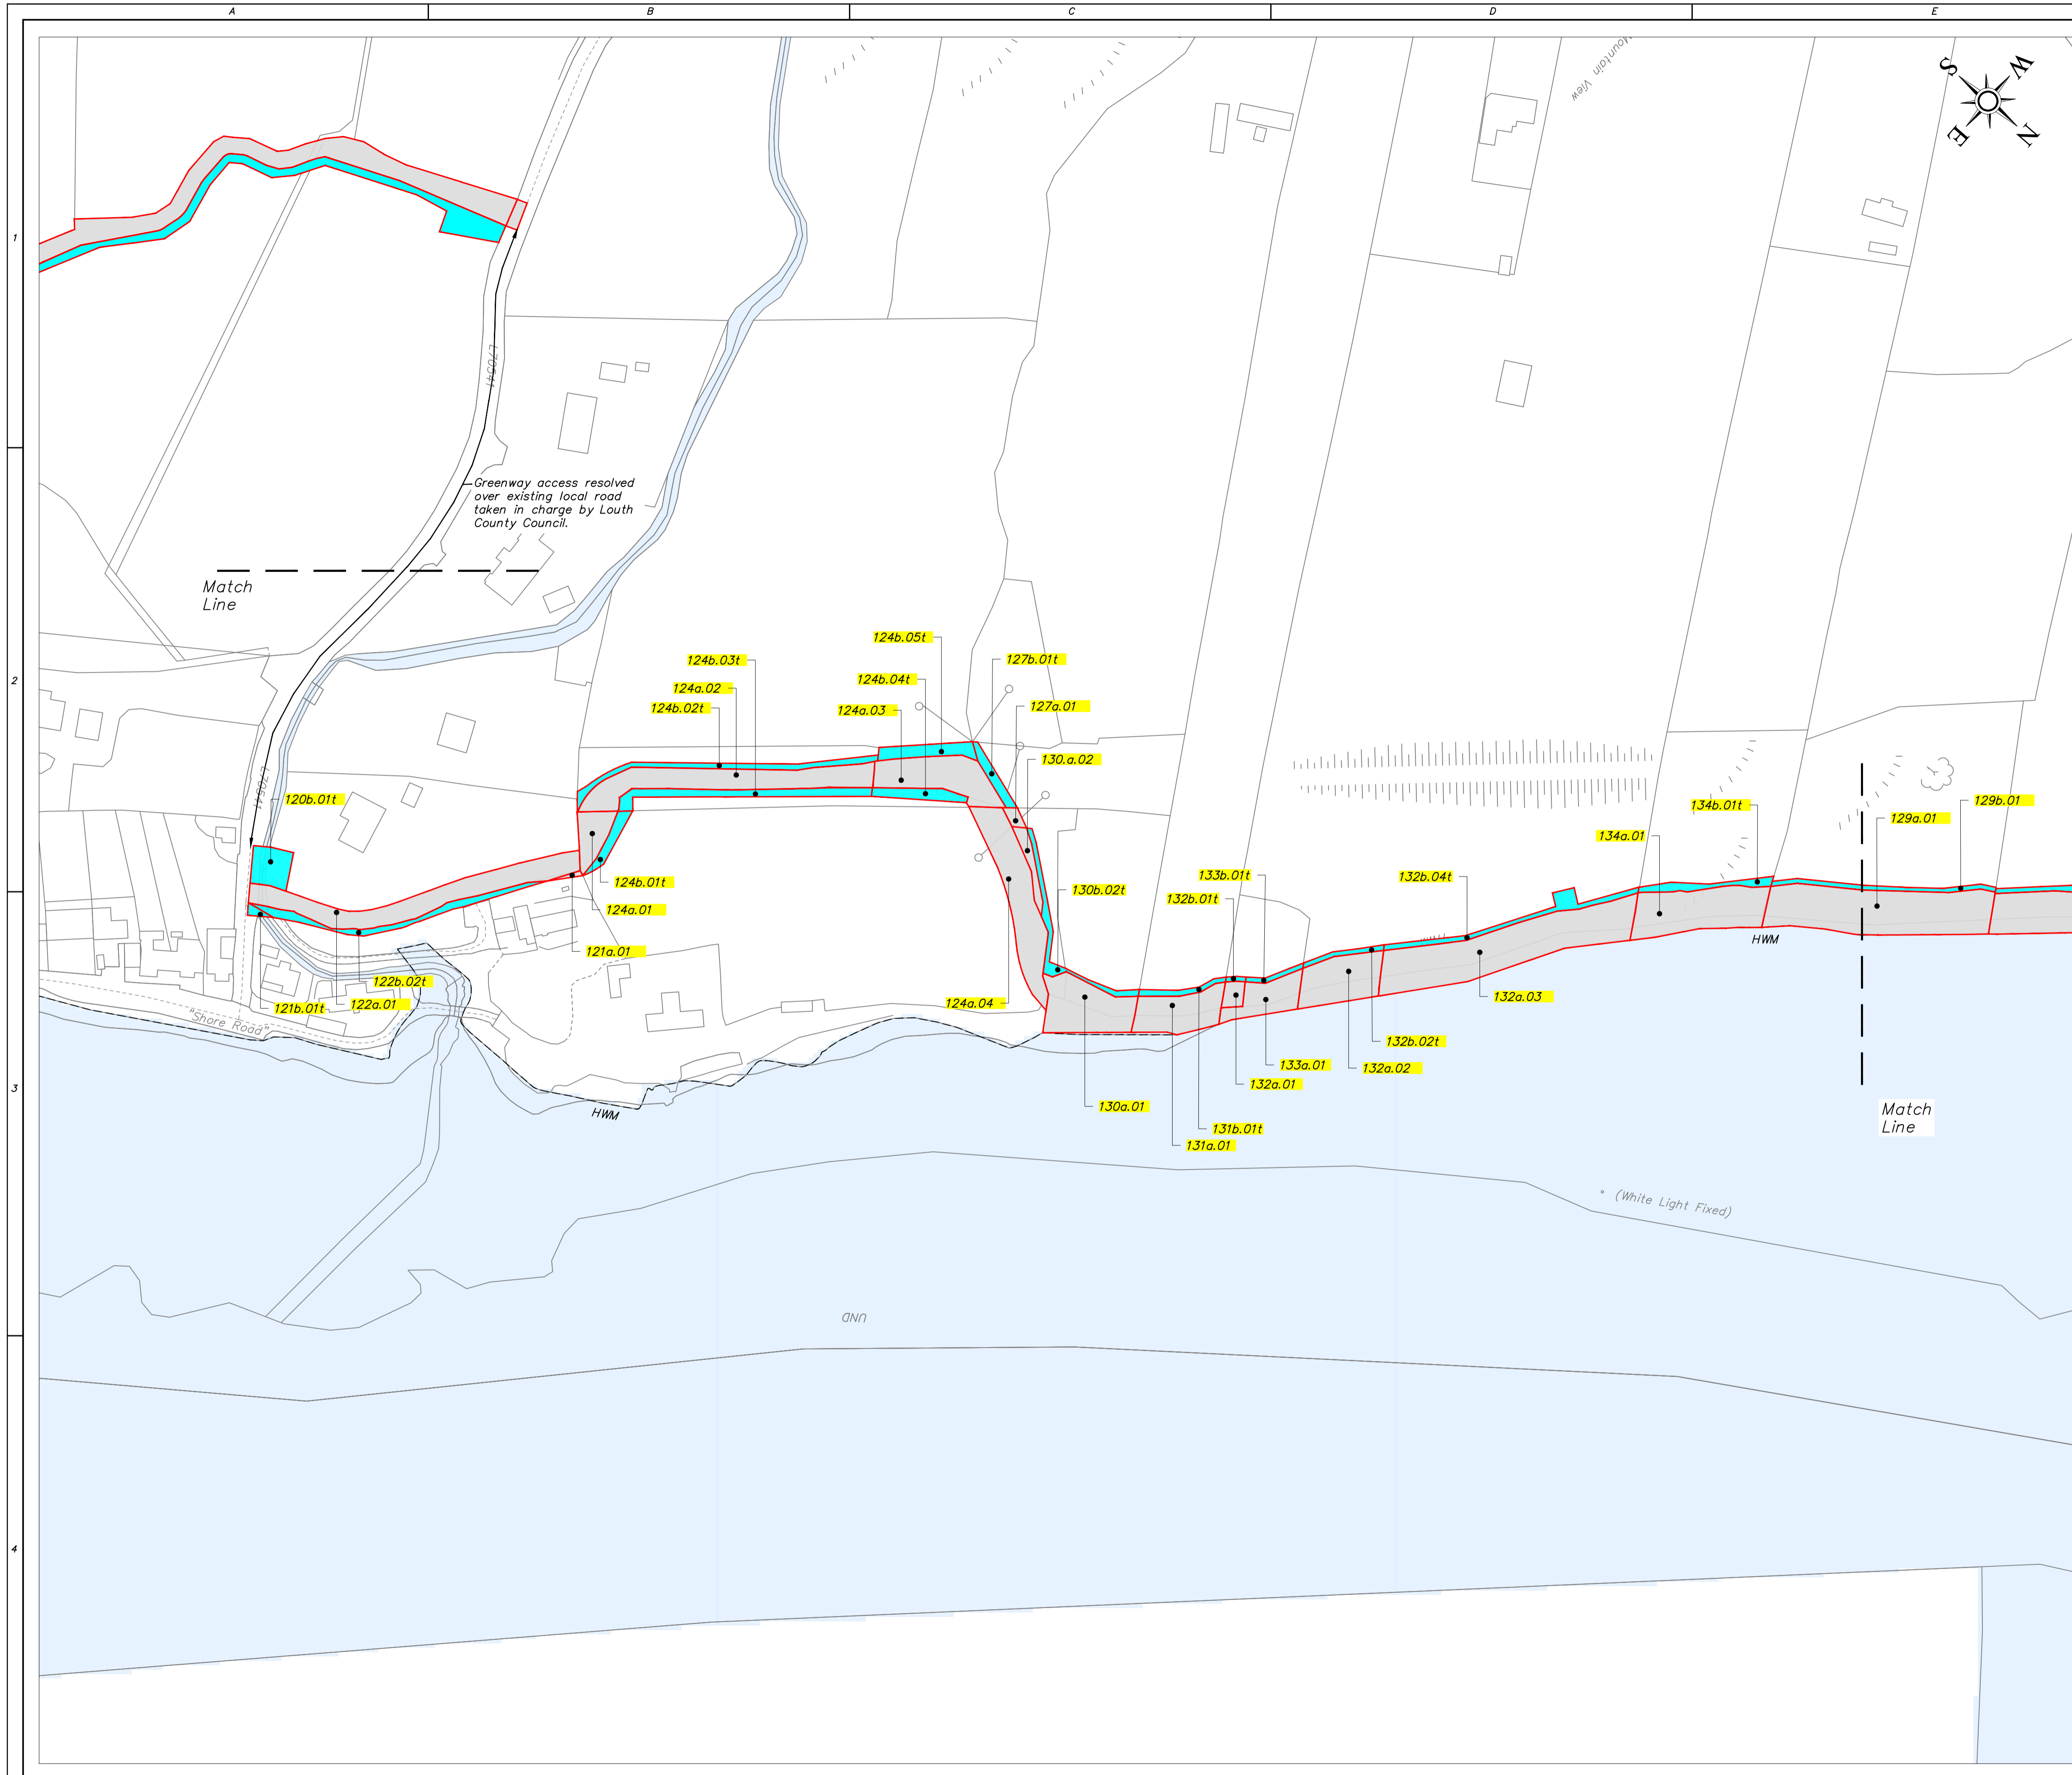 A
B
C
D
E
Mountain View
S
W
E
N
1
L70541
Greenway access resolved
over existing local road
taken in charge by Louth
County Council.
Match
Line
2
124b.05t
124b.03t
127b.01t
124b.04t
124a.02
124b.02t
124a.03
127a.01
130.a.02
L70541
120b.01t
134b.01t
129b.01
129a.01
134a.01
133b.01t
132b.04t
124b.01t
130b.02t
132b.01t
124a.01
HWM
121a.01
122b.02t
132a.03
122a.01
124a.04
121b.01t
"Shore Road"
132b.02t
133a.01
132a.02
132a.01
3
130a.01
HWM
Match
Line
131b.01t
131a.01
(White Light Fixed)
UND
4